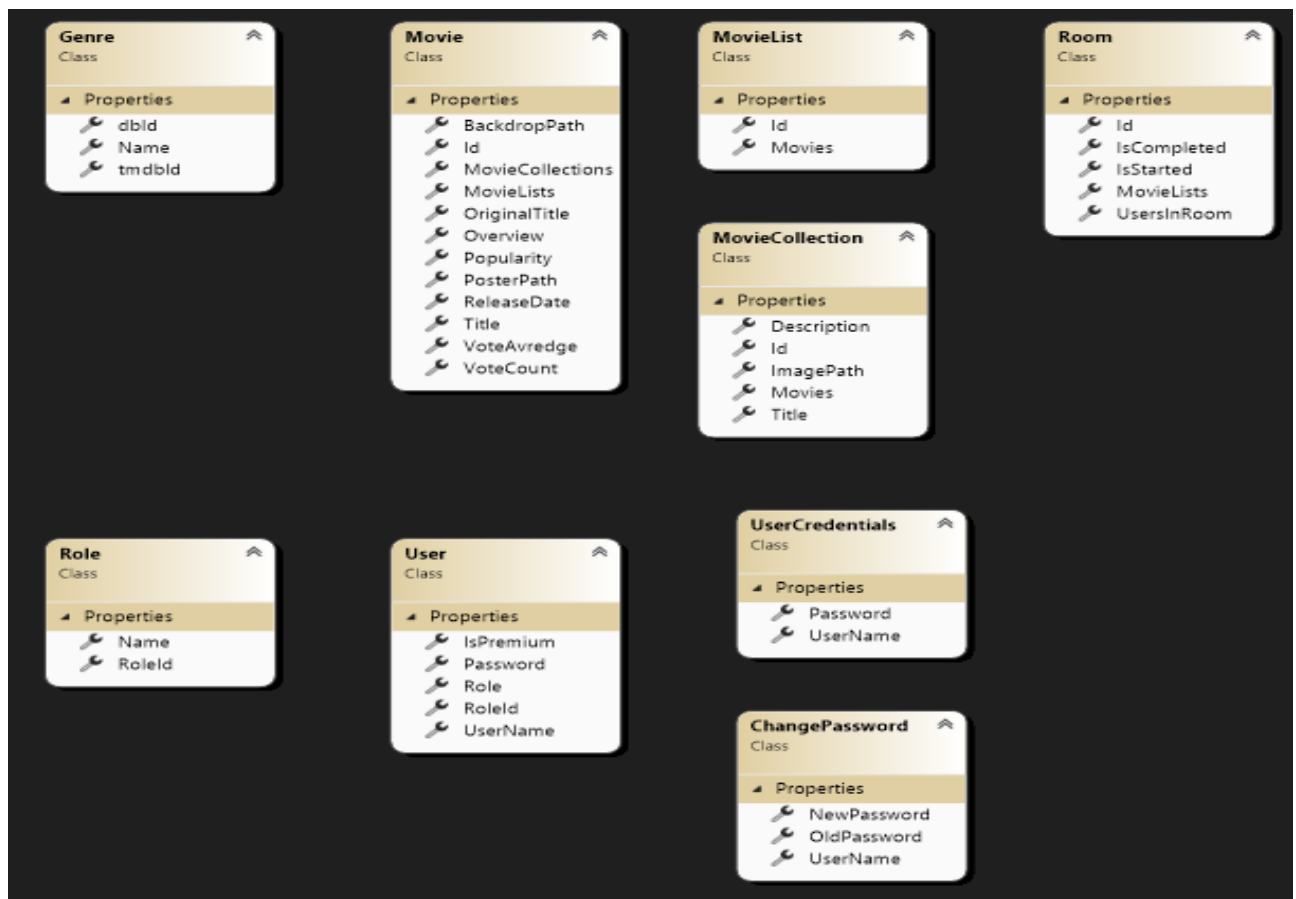 Genre
Class
Properties
dbId
Name
tmdbId
Movie
Class
Properties
BackdropPath
Id
MovieCollections
MovieLists
OriginalTitle
Overview
Popularity
PosterPath
ReleaseDate
Title
VoteAvredge
VoteCount
MovieList
Class
Properties
Id
Movies
MovieCollection
Class
Properties
Description
Id
ImagePath
Movies
Title
Room
Class
Properties
Id
IsCompleted
IsStarted
MovieLists
UsersInRoom
Role
Class
Properties
Name
RoleId
User
Class
Properties
IsPremium
Password
Role
RoleId
UserName
UserCredentials
Class
Properties
Password
UserName
ChangePassword
Class
Properties
NewPassword
OldPassword
UserName